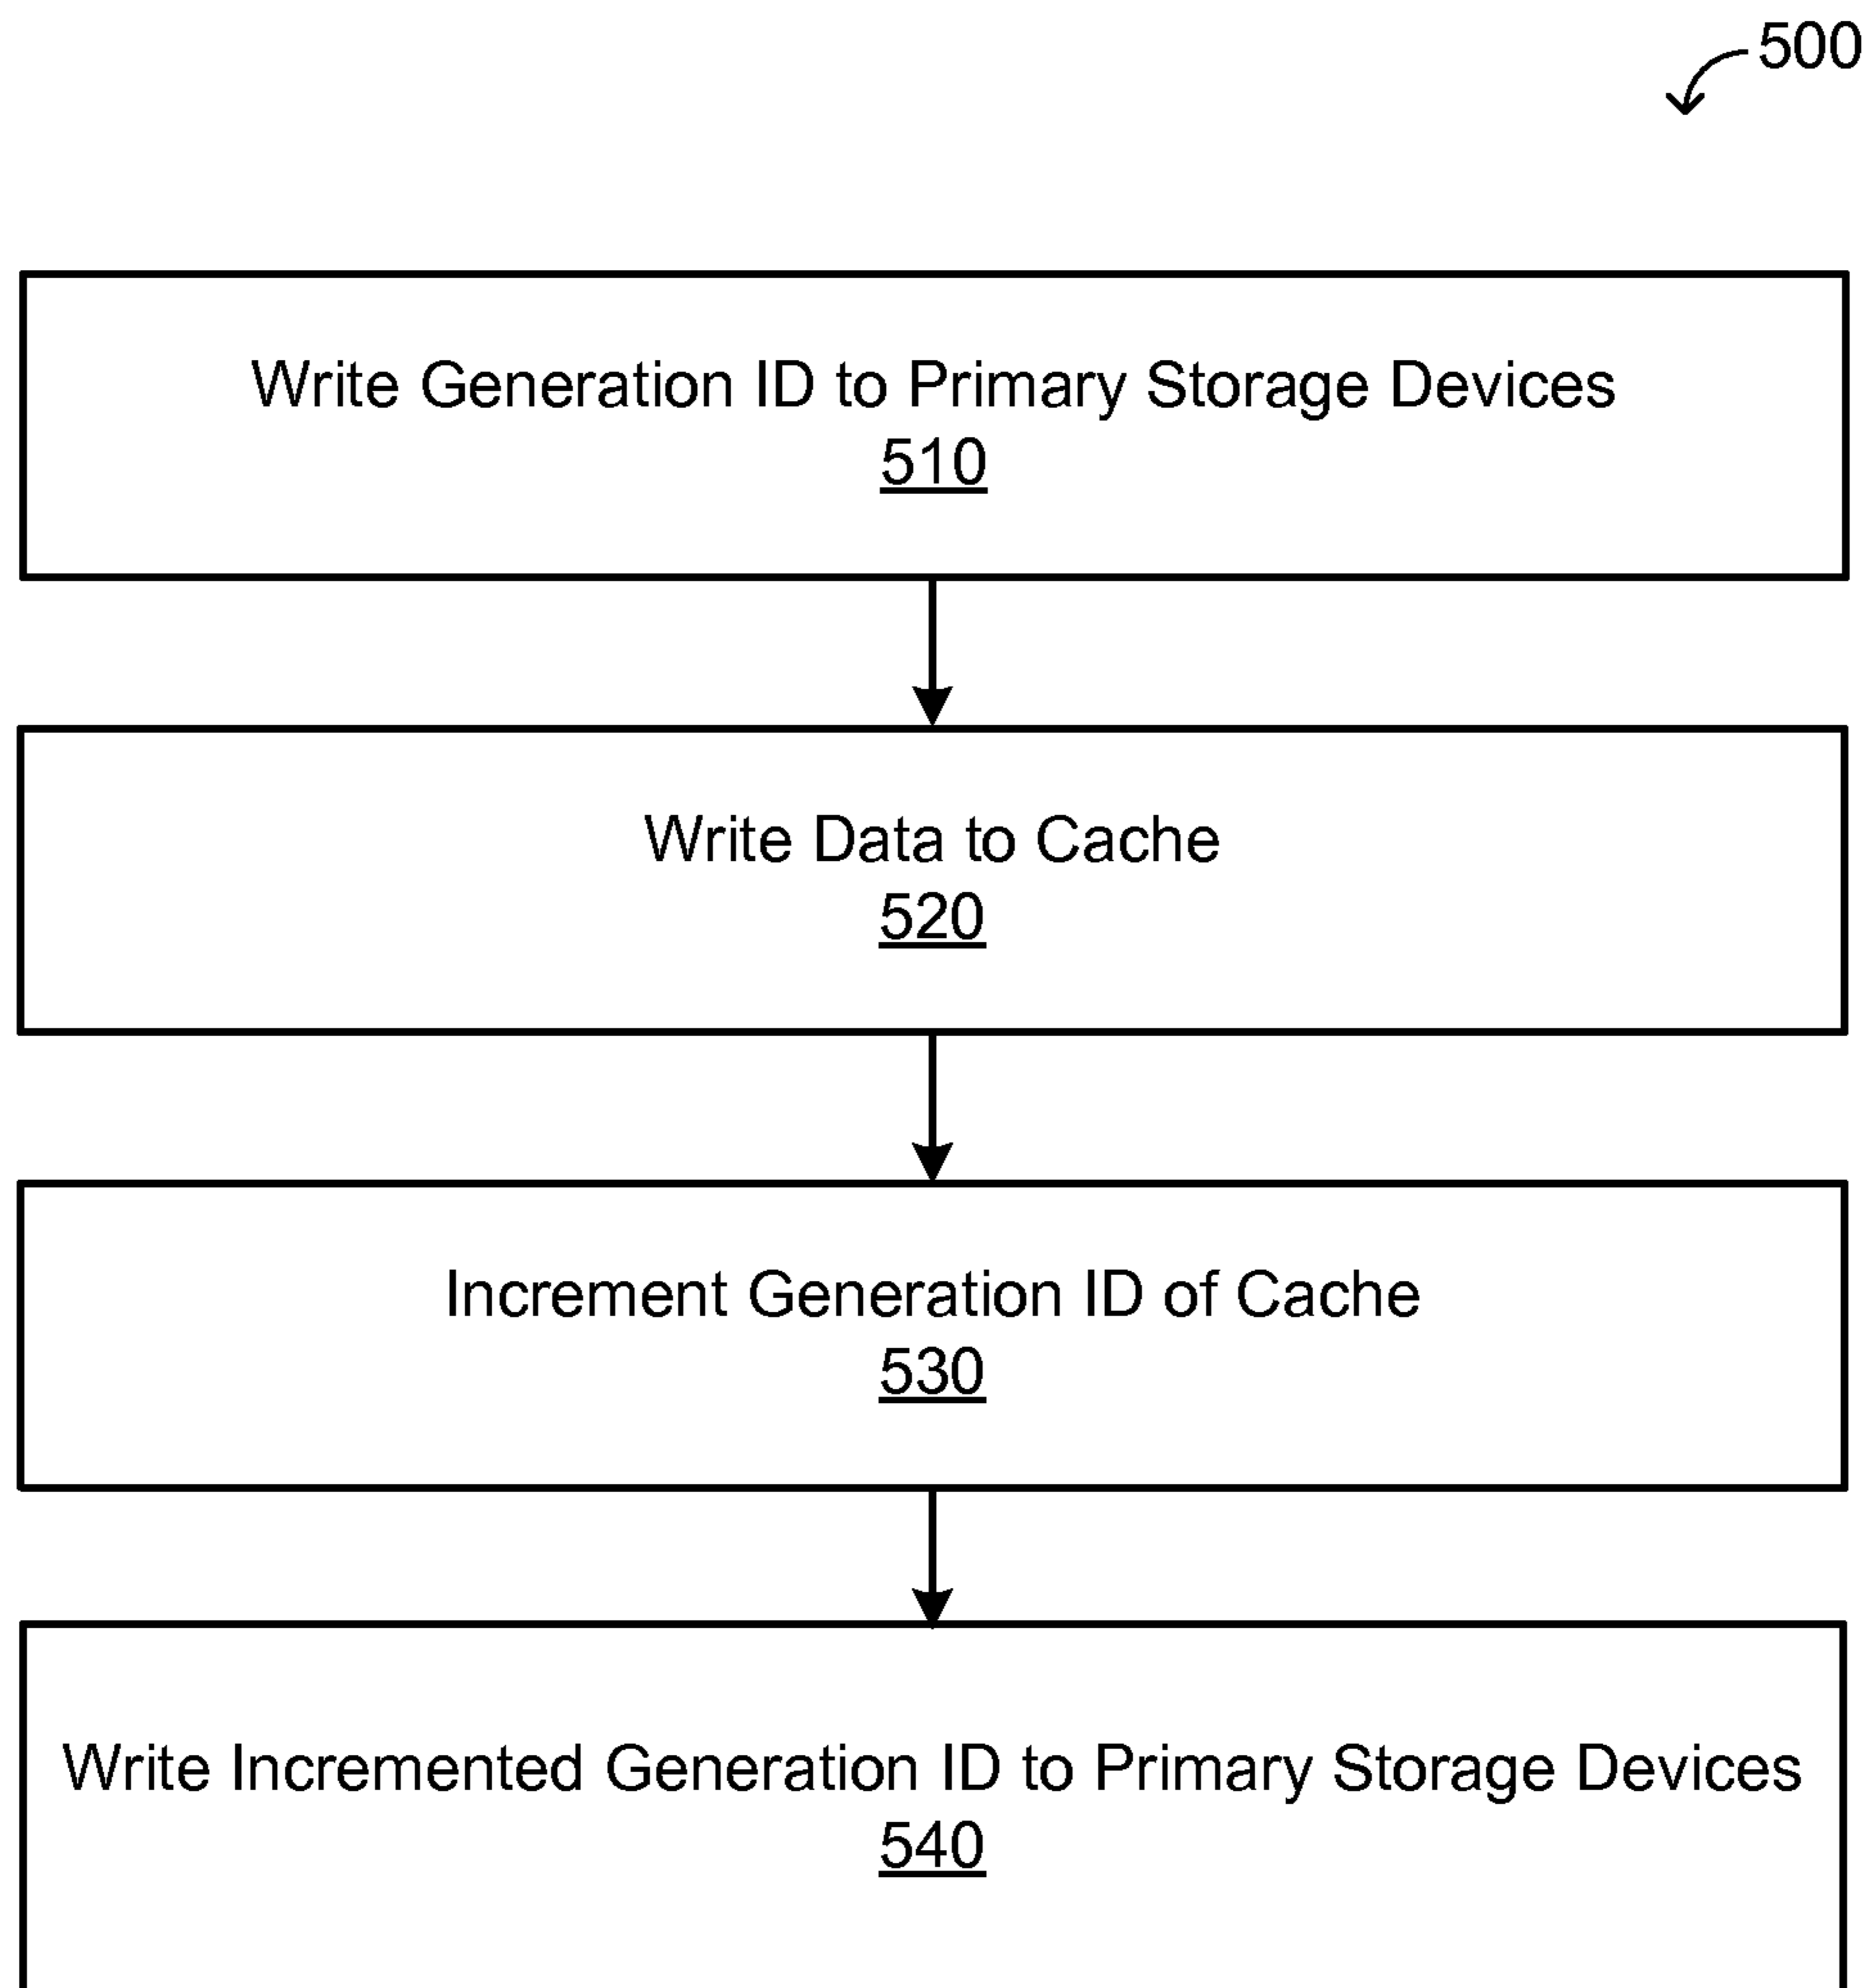 500
Write Generation ID to Primary Storage Devices
510
Write Data to Cache
520
Increment Generation ID of Cache
530
Write Incremented Generation ID to Primary Storage Devices
540